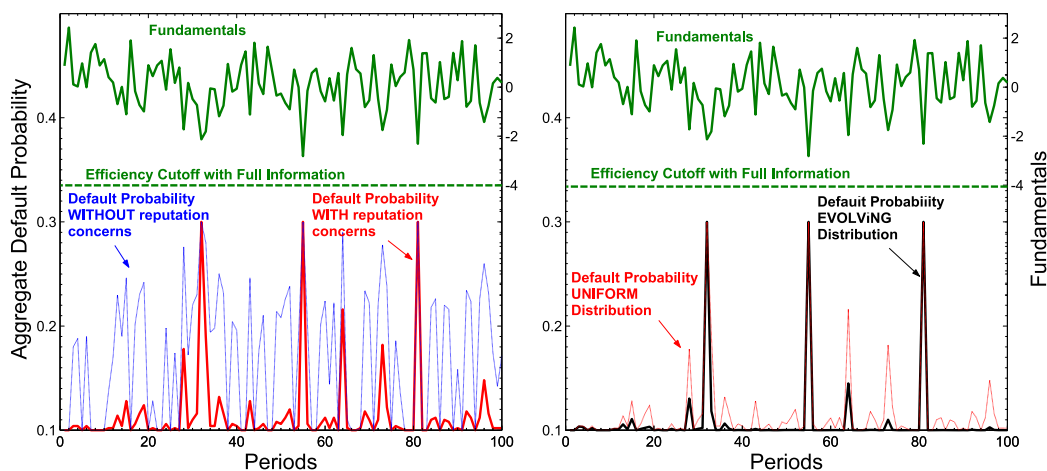 Fundamentals
Efficiency Cutoff with Full Information
Default Probability
WITHOUT reputation
concerns
Default Probability
WITH reputation
concerns
Aggregate Default Probability
0.4
0.3
0.2
0.1
2
0
-2
-4
0 20 40 60 80 100
Periods
Fundamentals
Efficiency Cutoff with Full Information
Default Probabiiity
EVOLViNG
Distribution
Default Probability
UNIFORM
Distribution
0.4
0.3
0.2
0.1
2
0
-2
-4
Fundamentals
0 20 40 60 80 100
Periods